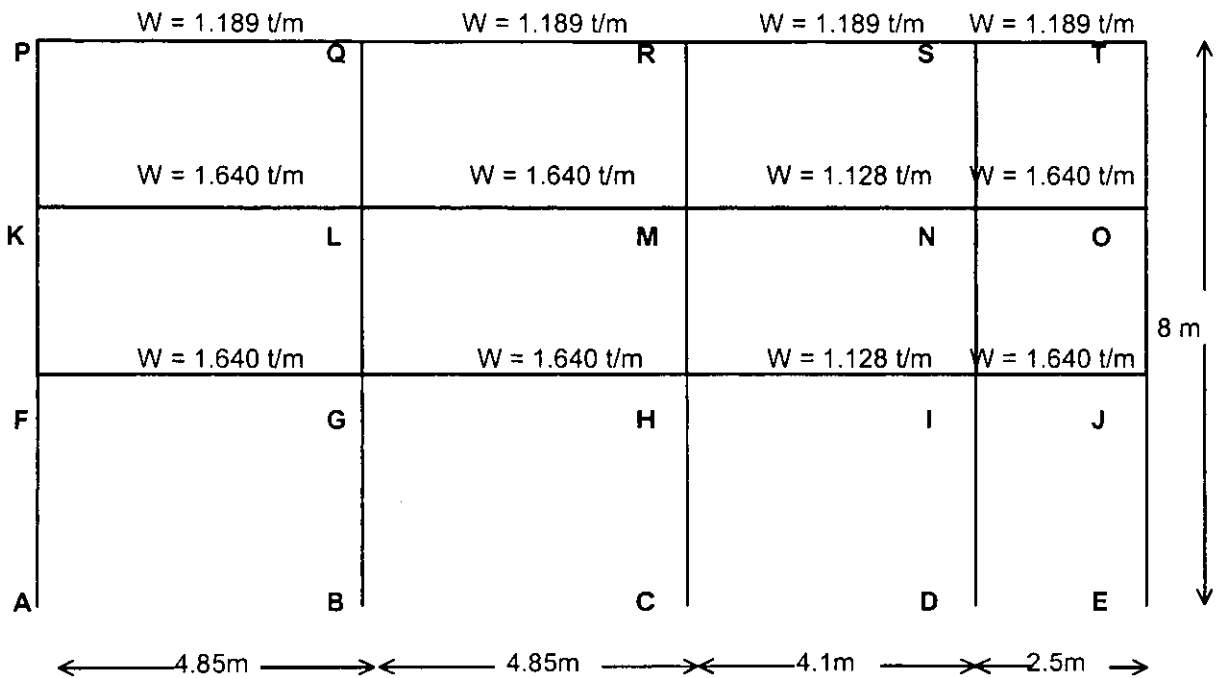 W = 1.189 t/m W = 1.189 t/m W = 1.189 t/m W = 1.189 t/m
P Q R S T
W = 1.640 t/m W = 1.640 t/m W = 1.128 t/m W = 1.640 t/m
K L M N O
8 m
W = 1.640 t/m W = 1.640 t/m W = 1.128 t/m W = 1.640 t/m
F G H I J
A B C D E
4.85m 4.85m 4.1m 2.5m